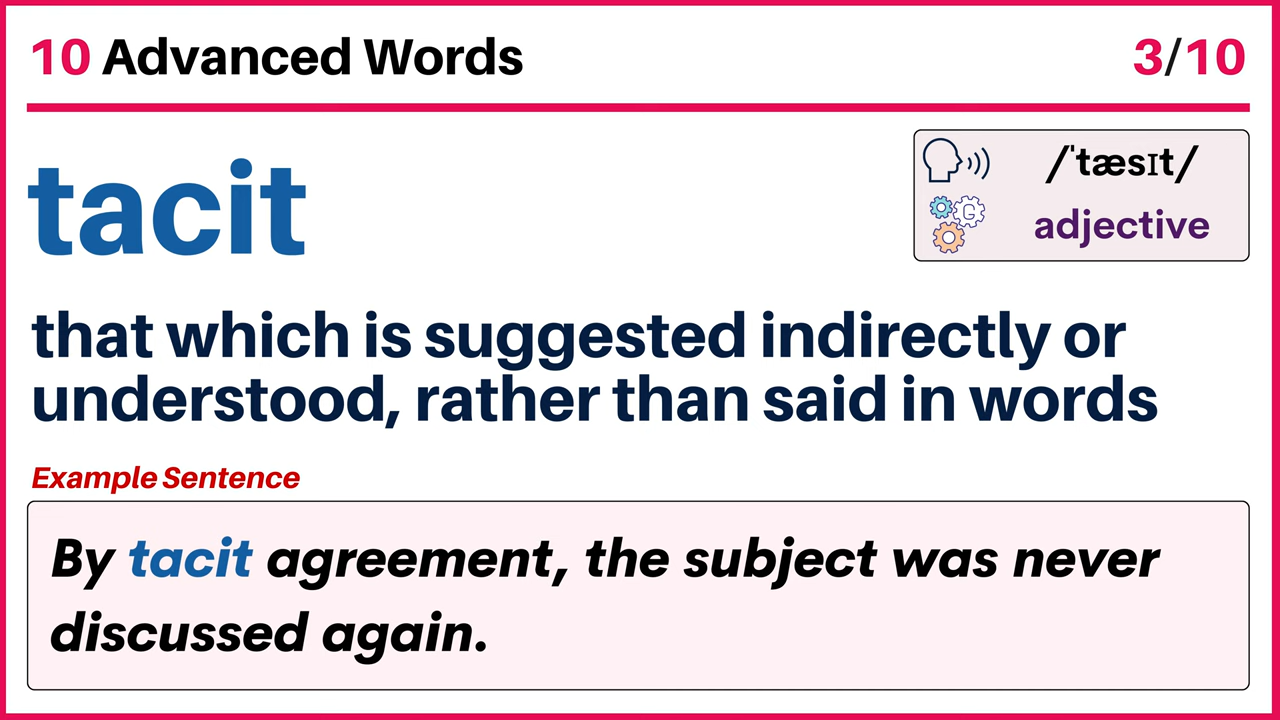 10 Advanced Words
3/10
tacit
/ˈtæsɪt/
G
adjective
that which is suggested indirectly or
understood, rather than said in words
Example Sentence
By tacit agreement, the subject was never
discussed again.